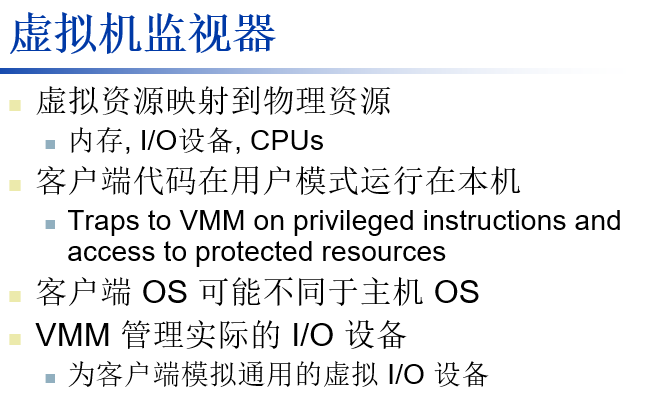 虚拟机监视器
虚拟资源映射到物理资源
内存, I/O设备, CPUs
客户端代码在用户模式运行在本机
Traps to VMM on privileged instructions and
access to protected resources
客户端 OS 可能不同于主机 OS
VMM 管理实际的 I/O 设备
为客户端模拟通用的虚拟 I/O 设备